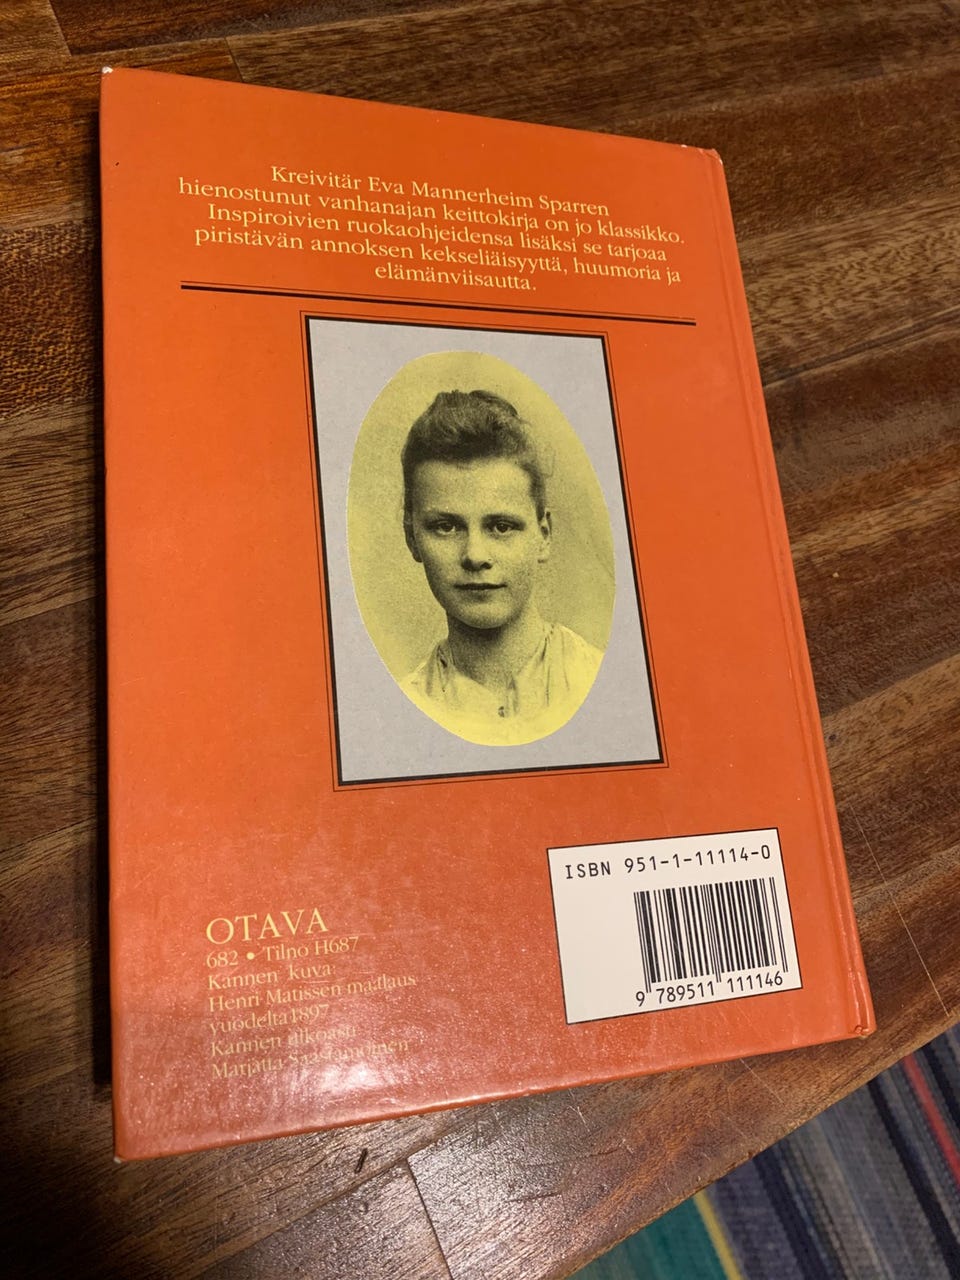 Kreivitär Eva Mannerheim Sparren
hienostunut vanhanajan keittokirja on jo klassikko.
Inspiroivien ruokaohjeidensa lisäksi se tarjoaa
piristävän annoksen kekseliäisyyttä, huumoria ja
elämänviisautta.
ISBN 951-1-11114-0
9 789511 111146
OTAVA
682 • Tilno H687
Kannen kuva:
Henri Matissen maalaus
vuodelta 1897
Kannen ulkoasu
Marjatta Saastamoinen